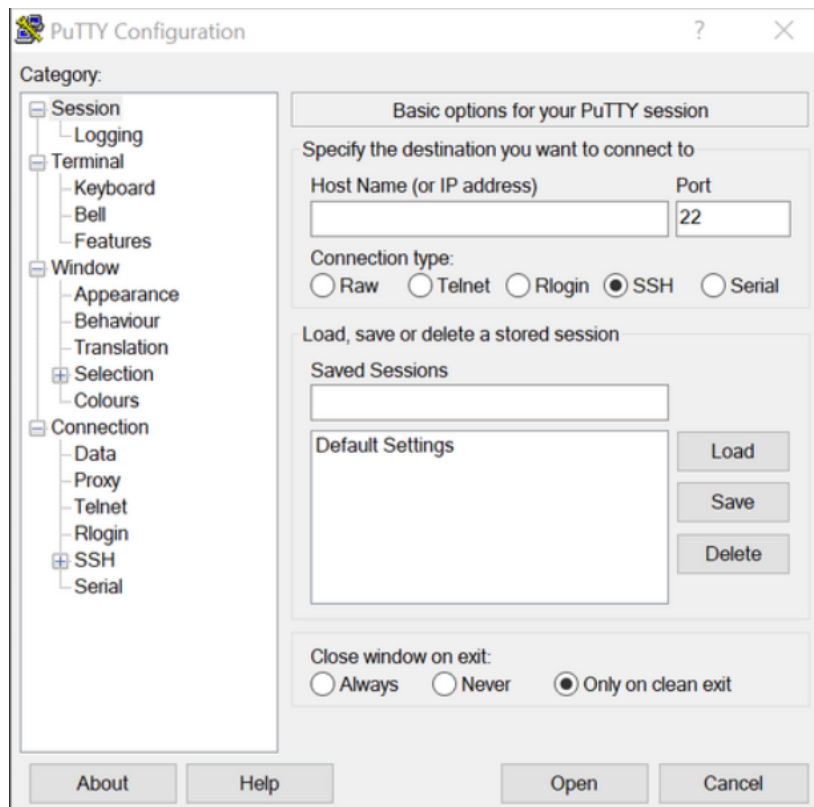 PuTTY Configuration
?
Category:
Session
Logging
Terminal
Keyboard
Bell
Features
Window
Appearance
Behaviour
Translation
Selection
Colours
Connection
Data
Proxy
Telnet
Rlogin
SSH
Serial
Basic options for your PuTTY session
Specify the destination you want to connect to
Host Name (or IP address) Port
22
Connection type:
Raw Telnet Rlogin SSH Serial
Load, save or delete a stored session
Saved Sessions
Default Settings
Load
Save
Delete
Close window on exit:
Always Never Only on clean exit
About Help Open Cancel